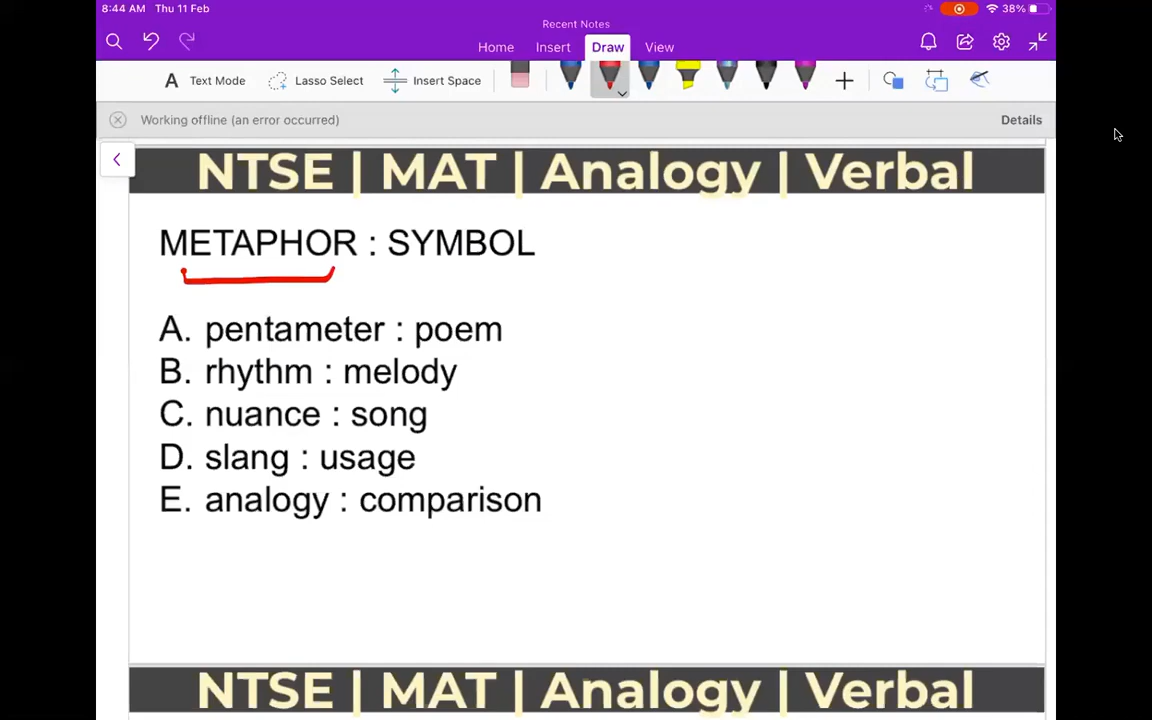 8:44 AM Thu 11 Feb
38%
Recent Notes
Home Insert Draw View
A Text Mode Lasso Select Insert Space
Working offline (an error occurred) Details
NTSE | MAT | Analogy | Verbal
METAPHOR : SYMBOL
A. pentameter : poem
B. rhythm : melody
C. nuance : song
D. slang : usage
E. analogy : comparison
NTSE | MAT | Analogy | Verbal